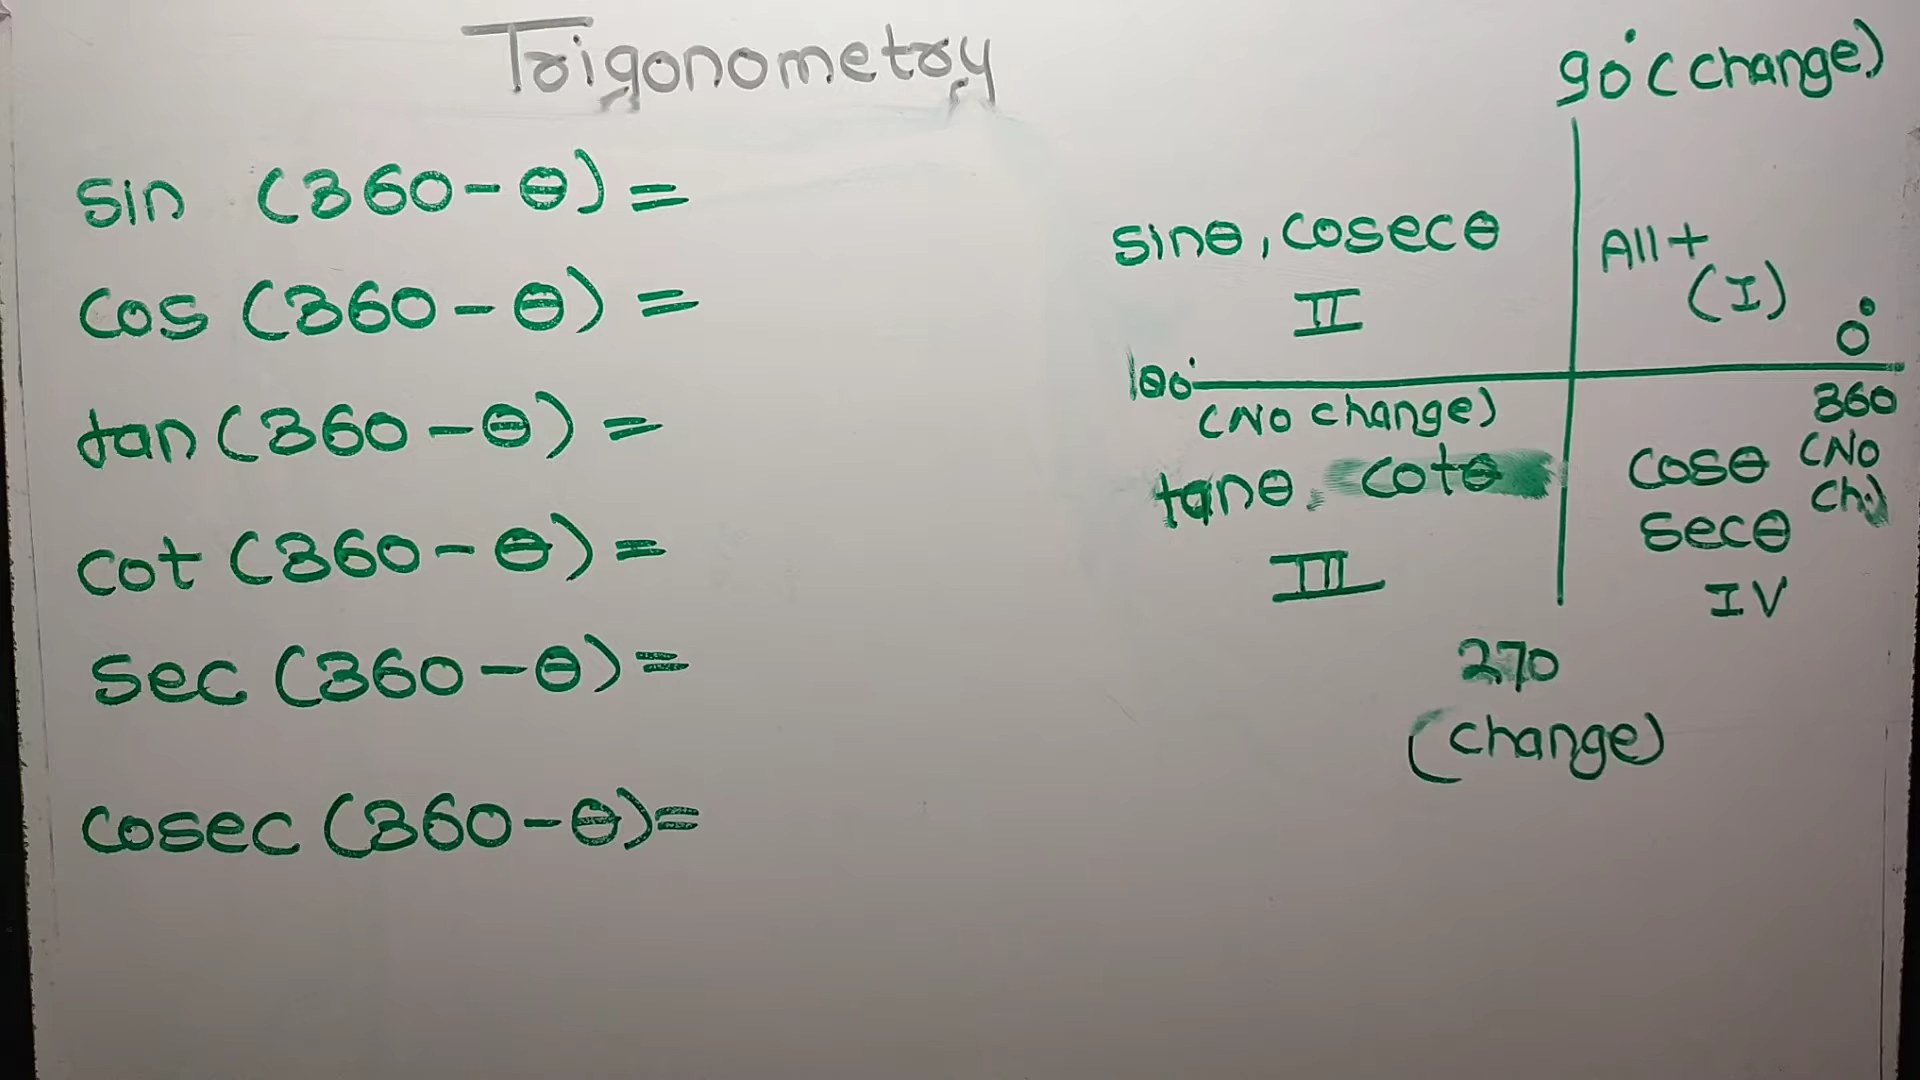 Trigonometry
sin (360-θ)=
cos (360-θ)=
tan (360-θ)=
cot (360-θ)=
sec (360-θ)=
cosec (360-θ)=
90° (change)
sinθ, cosecθ
II
All +
(I)
0°
180°
(No change)
360
(No
ch.)
tanθ, cotθ
III
cosθ
secθ
IV
270
(change)